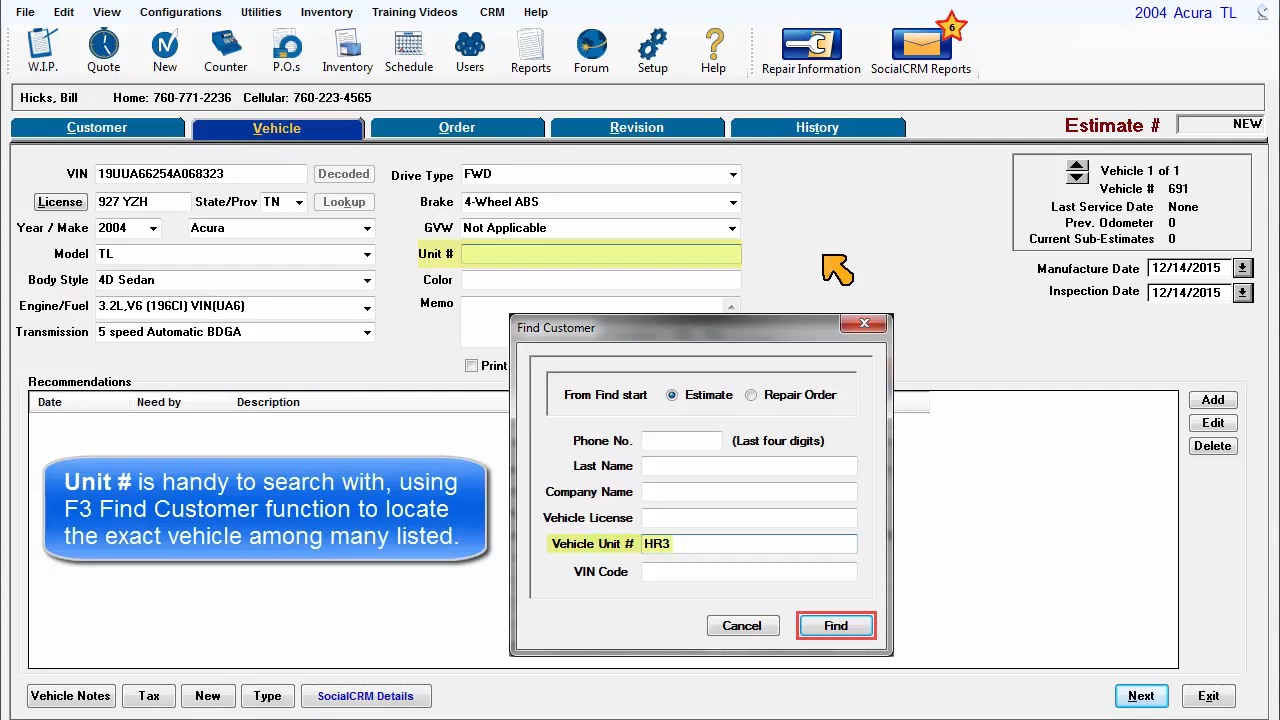 File Edit View Configurations Utilities Inventory Training Videos CRM Help 2004 Acura TL
6
W.I.P. Quote New Counter P.O.s Inventory Schedule Users Reports Forum Setup Help Repair Information SocialCRM Reports
Hicks, Bill Home: 760-771-2236 Cellular: 760-223-4565
Customer Vehicle Order Revision History Estimate # NEW
VIN 19UUA66254A068323 Decoded Drive Type FWD Vehicle 1 of 1
Vehicle # 691
License 927 YZH State/Prov TN Lookup Brake 4-Wheel ABS Last Service Date None
Prev. Odometer 0
Year / Make 2004 Acura GVW Not Applicable Current Sub-Estimates 0
Model TL Unit #
Manufacture Date 12/14/2015
Body Style 4D Sedan Color
Inspection Date 12/14/2015
Engine/Fuel 3.2L,V6 (196CI) VIN(UA6) Memo
Transmission 5 speed Automatic BDGA
Print
Recommendations
Date Need by Description
Add
Edit
Delete
Find Customer
From Find start Estimate Repair Order
Phone No. (Last four digits)
Last Name
Company Name
Vehicle License
Vehicle Unit # HR3
VIN Code
Cancel Find
Unit # is handy to search with, using
F3 Find Customer function to locate
the exact vehicle among many listed.
Vehicle Notes Tax New Type SocialCRM Details Next Exit